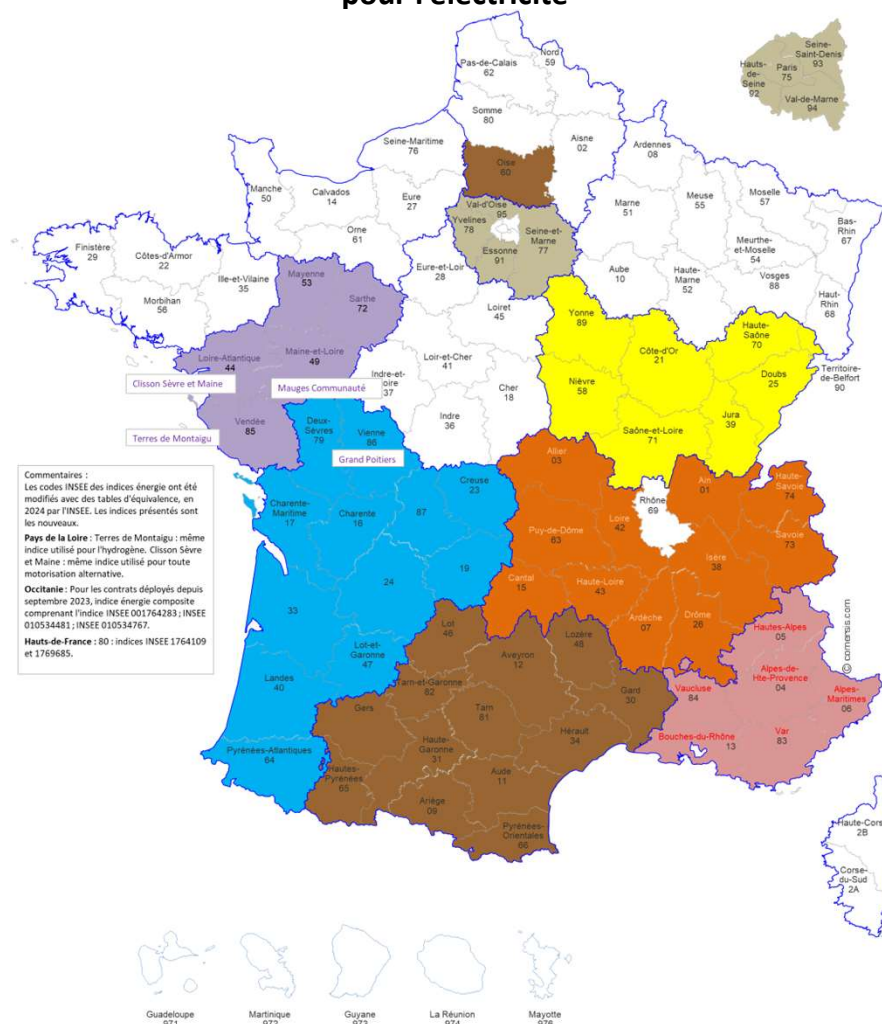 pour l'électricité
Nord
59
Pas-de-Calais
62
Somme
80
Seine-Maritime
76
Aisne
02
Ardennes
08
Oise
60
Seine-
Saint-Denis
93
Hauts-
de-
Seine
92
Paris
75
Val-de-Marne
94
Manche
50
Calvados
14
Eure
27
Orne
61
Val-d'Oise
95
Yvelines
78
Essonne
91
Seine-et-
Marne
77
Marne
51
Meuse
55
Moselle
57
Bas-
Rhin
67
Meurthe-
et-Moselle
54
Aube
10
Haute-
Marne
52
Vosges
88
Haut-
Rhin
68
Finistère
29
Côtes-d'Armor
22
Ille-et-Vilaine
35
Morbihan
56
Mayenne
53
Sarthe
72
Eure-et-Loir
28
Loiret
45
Yonne
89
Côte-d'Or
21
Haute-
Saône
70
Territoire-
de-Belfort
90
Loire-Atlantique
44
Maine-et-Loire
49
Indre-et-
Loire
37
Loir-et-Cher
41
Cher
18
Indre
36
Nièvre
58
Doubs
25
Jura
39
Saône-et-Loire
71
Clisson Sèvre et Maine
Mauges Communauté
Vendée
85
Terres de Montaigu
Deux-
Sèvres
79
Vienne
86
Grand Poitiers
Commentaires :
Les codes INSEE des indices énergie ont été
modifiés avec des tables d'équivalence, en
2024 par l'INSEE. Les indices présentés sont
les nouveaux.
Pays de la Loire : Terres de Montaigu : même
indice utilisé pour l'hydrogène. Clisson Sèvre
et Maine : même indice utilisé pour toute
motorisation alternative.
Occitanie : Pour les contrats déployés depuis
septembre 2023, indice énergie composite
comprenant l'indice INSEE 001764283 ; INSEE
010534481 ; INSEE 010534767.
Hauts-de-France : 80 : indices INSEE 1764109
et 1769685.
Charente-
Maritime
17
Charente
16
87
Creuse
23
Allier
03
Puy-de-Dôme
63
Loire
42
Rhône
69
Ain
01
Haute-
Savoie
74
Savoie
73
Isère
38
19
24
33
Cantal
15
Haute-Loire
43
Ardèche
07
Drôme
26
Lot-et-
Garonne
47
Landes
40
Pyrénées-Atlantiques
64
Lot
46
Lozère
48
Aveyron
12
Tarn-et-Garonne
82
Gers
Tarn
81
Gard
30
Hérault
34
Haute-
Garonne
31
Hautes-
Pyrénées
65
Aude
11
Ariège
09
Pyrénées-
Orientales
66
Hautes-Alpes
05
Alpes-de-
Hte-Provence
04
Alpes-
Maritimes
06
Vaucluse
84
Bouches-du-Rhône
13
Var
83
© comersis.com
Haute-Cors
2B
Corse-
du-Sud
2A
Guadeloupe
971
Martinique
972
Guyane
973
La Réunion
974
Mayotte
976